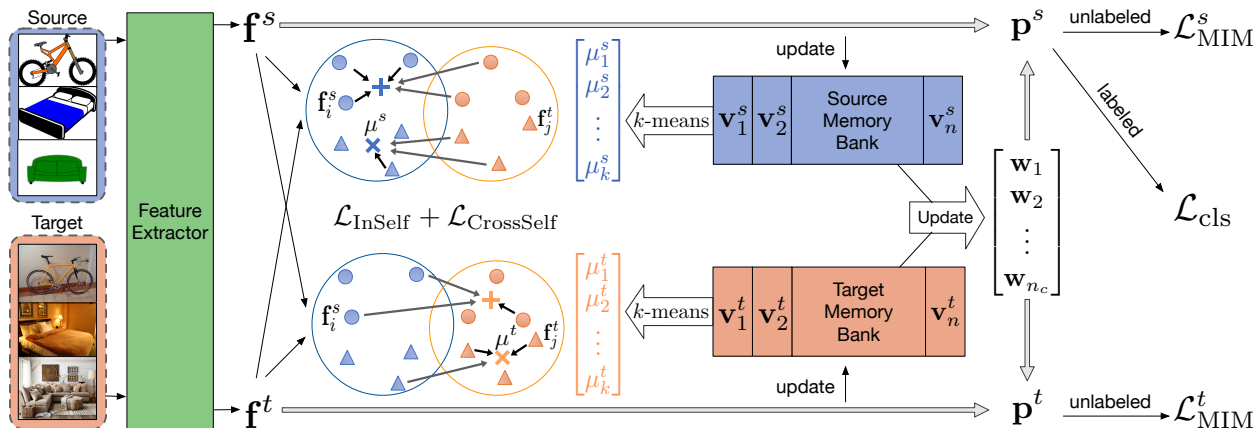 Source
Target
Feature
Extractor
f^s
f^t
f_i^s
μ^s
f_j^t
μ_1^s
μ_2^s
⋮
μ_k^s
k-means
update
v_1^s v_2^s Source Memory Bank v_n^s
L_InSelf + L_CrossSelf
f_i^s
μ^t
f_j^t
μ_1^t
μ_2^t
⋮
μ_k^t
k-means
v_1^t v_2^t Target Memory Bank v_n^t
update
Update
w_1
w_2
⋮
w_{n_c}
p^s
unlabeled
L_MIM^s
labeled
L_cls
p^t
unlabeled
L_MIM^t